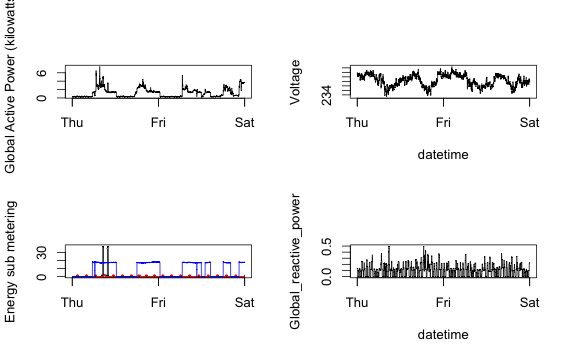 Global Active Power (kilowatts
6
0
Thu Fri Sat
Voltage
234
Thu Fri Sat
datetime
Energy sub metering
30
0
Thu Fri Sat
Global_reactive_power
0.5
0.0
Thu Fri Sat
datetime